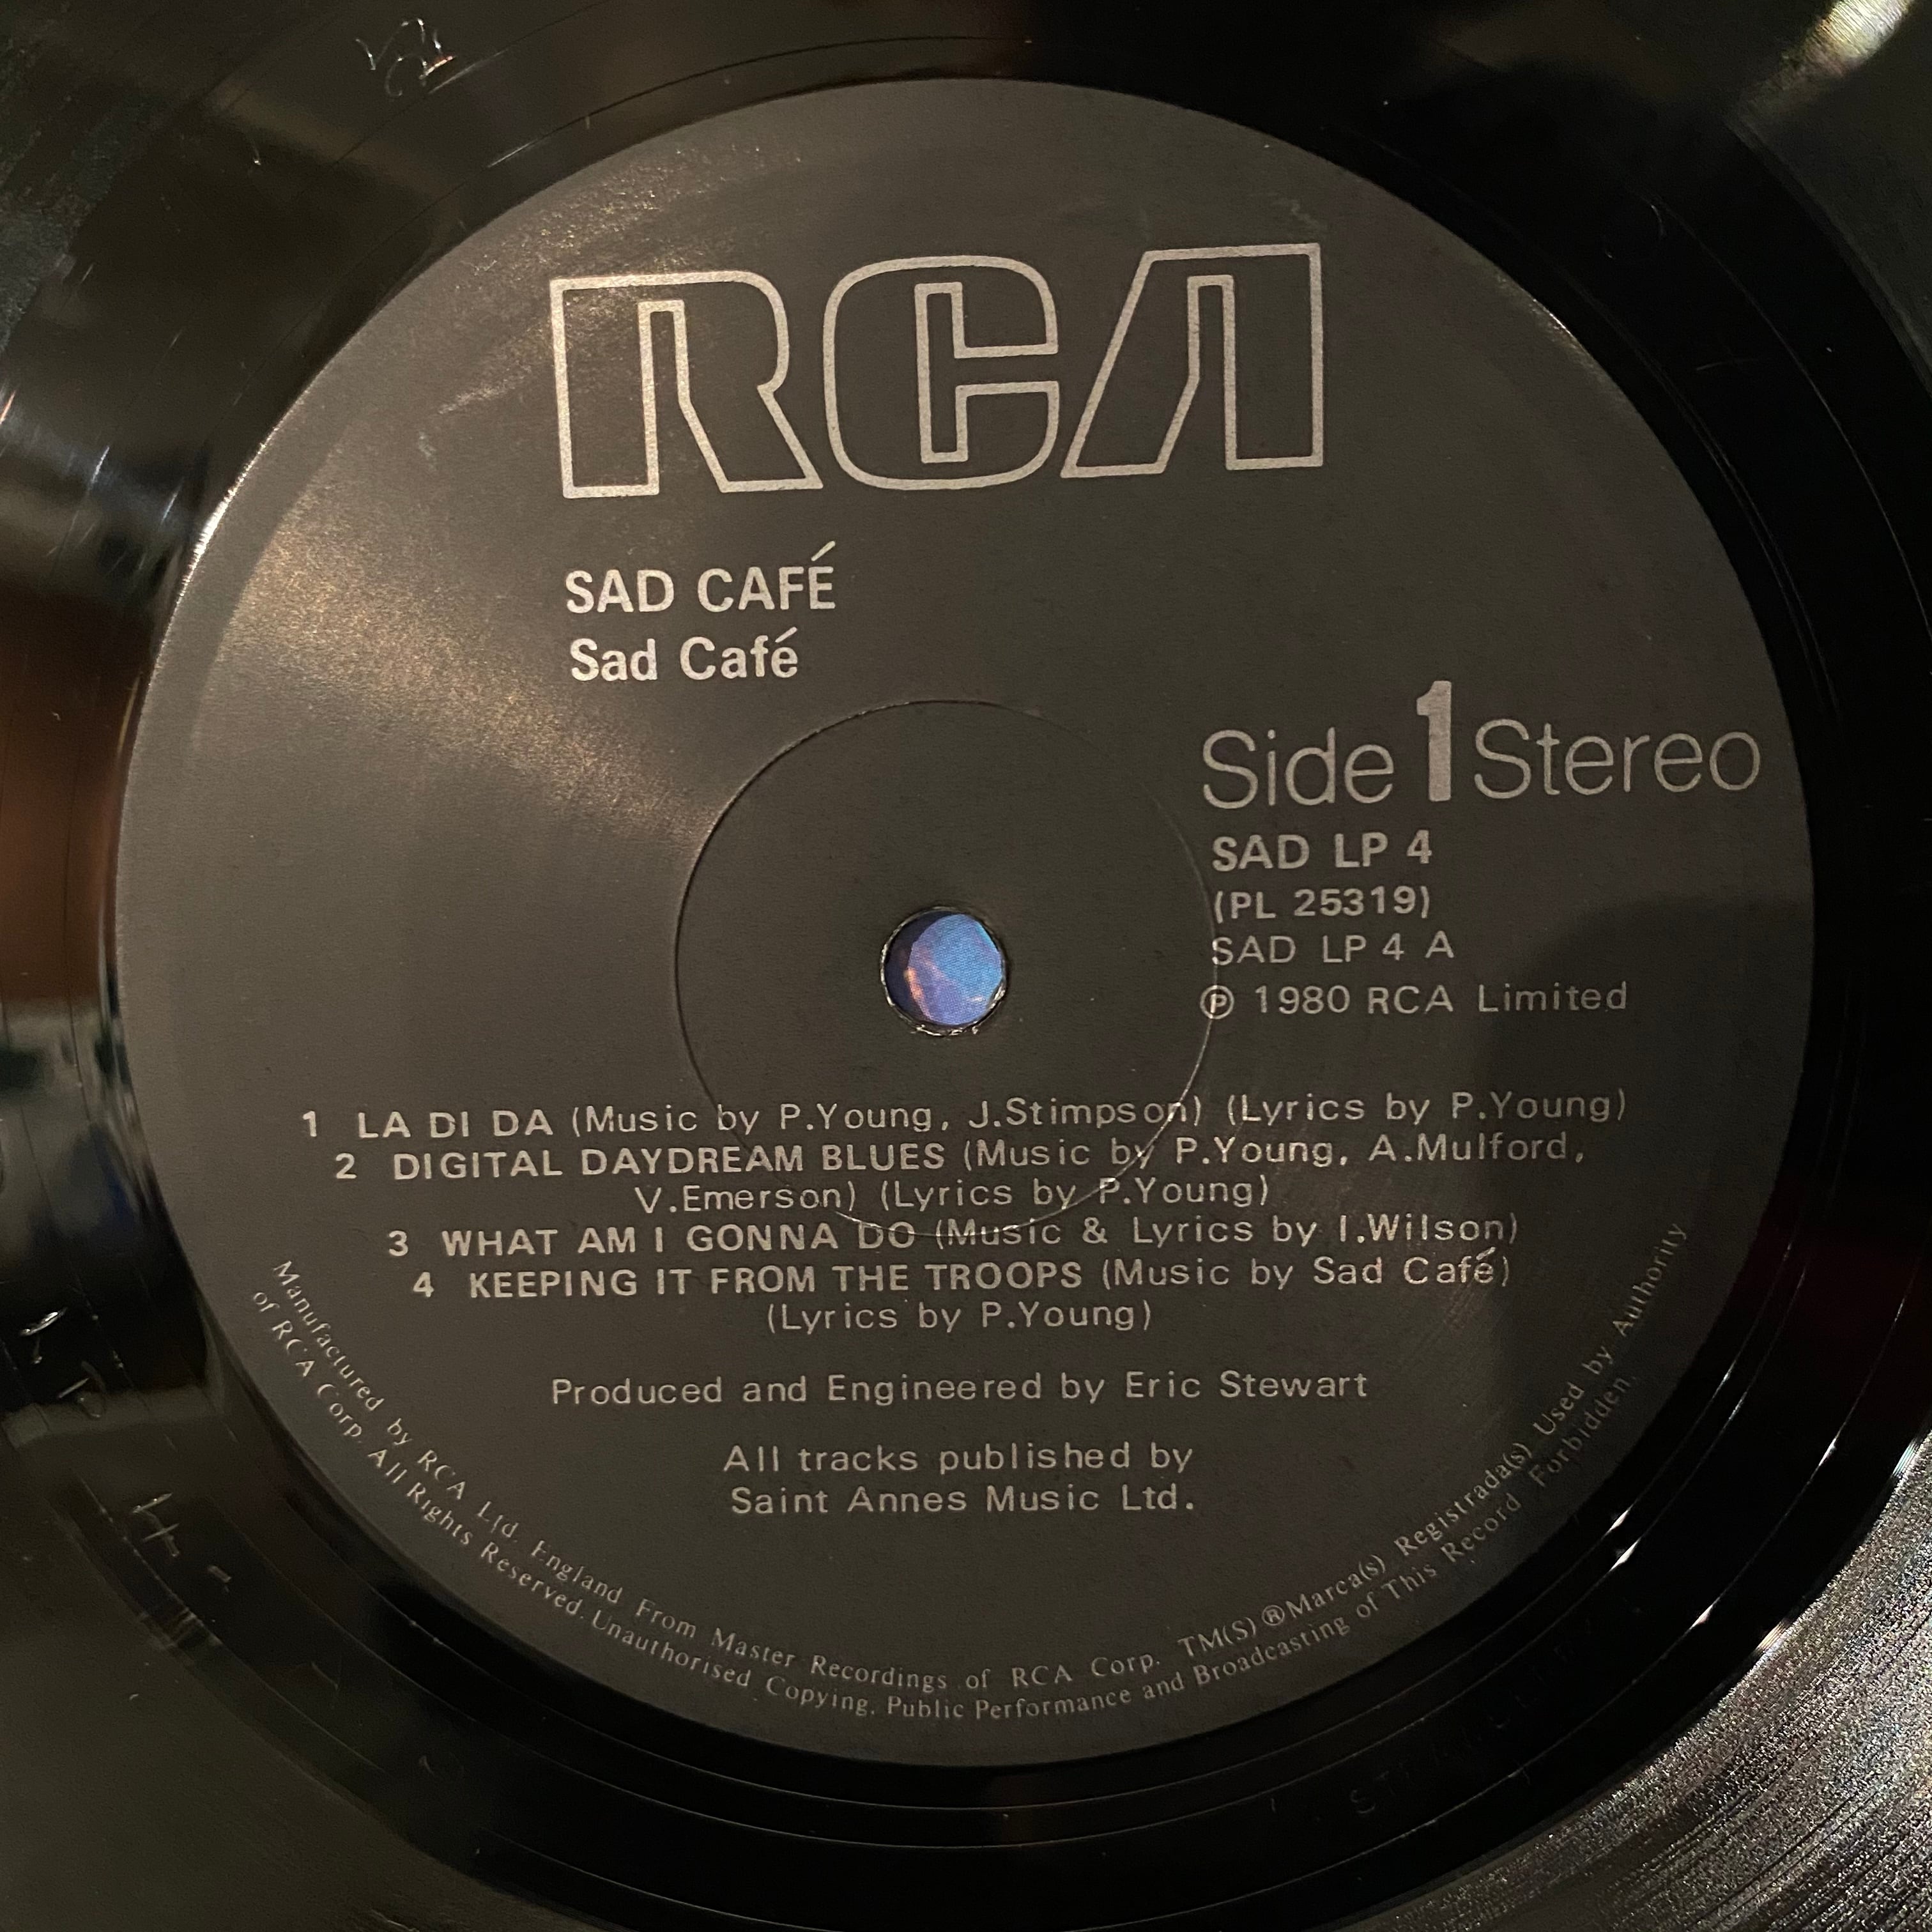 RCA
SAD CAFÉ
Sad Café
Side 1 Stereo
SAD LP 4
(PL 25319)
SAD LP 4 A
℗ 1980 RCA Limited
1 LA DI DA (Music by P.Young, J.Stimpson) (Lyrics by P.Young)
2 DIGITAL DAYDREAM BLUES (Music by P.Young, A.Mulford,
V.Emerson) (Lyrics by P.Young)
3 WHAT AM I GONNA DO (Music & Lyrics by I.Wilson)
4 KEEPING IT FROM THE TROOPS (Music by Sad Café)
(Lyrics by P.Young)
Produced and Engineered by Eric Stewart
All tracks published by
Saint Annes Music Ltd.
Manufactured by RCA Ltd. England From Master Recordings of RCA Corp. TM(S) ® Marca(s) Registrada(s) Used by Authority
of RCA Corp. All Rights Reserved. Unauthorised Copying, Public Performance and Broadcasting of This Record Forbidden.